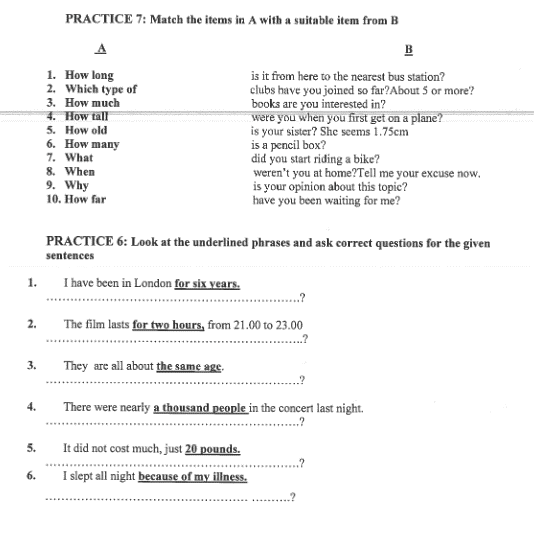 PRACTICE 7: Match the items in A with a suitable item from B
A B
1. How long is it from here to the nearest bus station?
2. Which type of clubs have you joined so far?About 5 or more?
3. How much books are you interested in?
4. How tall were you when you first get on a plane?
5. How old is your sister? She seems 1.75cm
6. How many is a pencil box?
7. What did you start riding a bike?
8. When weren't you at home?Tell me your excuse now.
9. Why is your opinion about this topic?
10. How far have you been waiting for me?
PRACTICE 6: Look at the underlined phrases and ask correct questions for the given
sentences
1. I have been in London for six years.
..............................................................?
2. The film lasts for two hours, from 21.00 to 23.00
..............................................................?
3. They are all about the same age.
..............................................................?
4. There were nearly a thousand people in the concert last night.
..............................................................?
5. It did not cost much, just 20 pounds.
..............................................................?
6. I slept all night because of my illness.
.................................................. ..........?